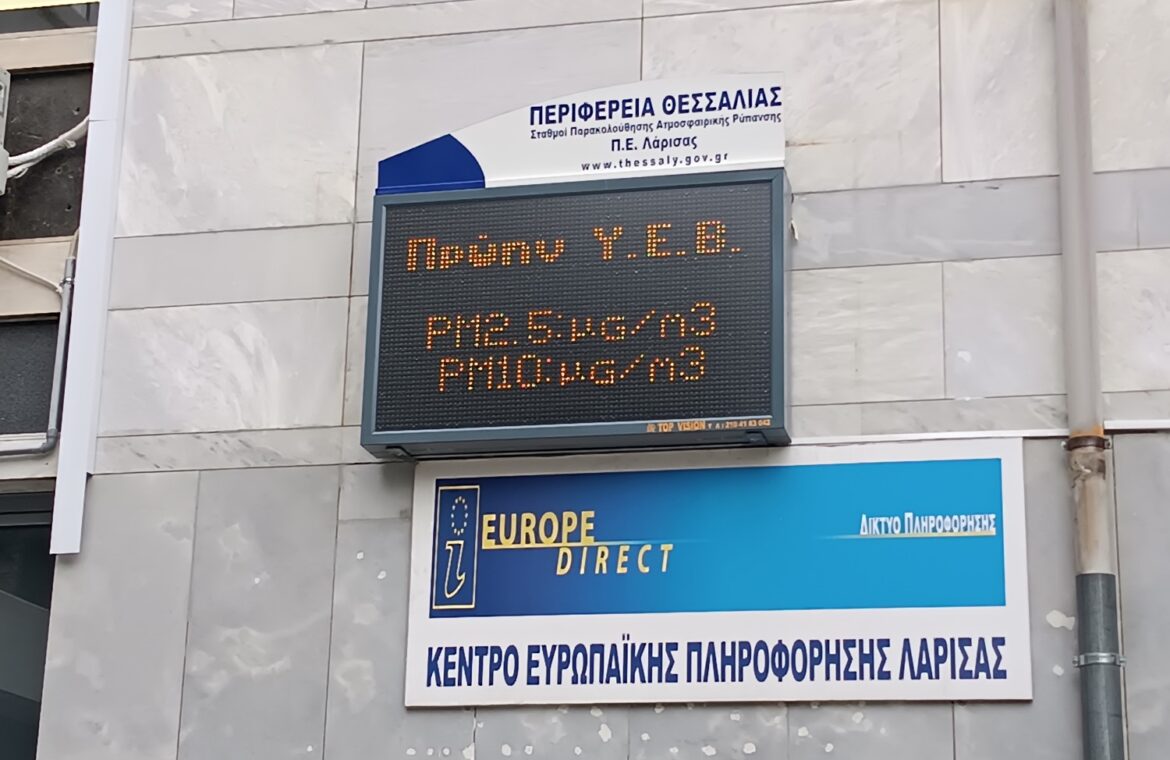 ΠΕΡΙΦΕΡΕΙΑ ΘΕΣΣΑΛΙΑΣ
Σταθμοί Παρακολούθησης Ατμοσφαιρικής Ρύπανσης
Π.Ε. Λάρισας
www.thessaly.gov.gr
Πρώην Υ.Ε.Β.
PM2.5:μg/m3
PM10:μg/m3
TOP VISION
EUROPE
DIRECT
ΔΙΚΤΥΟ ΠΛΗΡΟΦΟΡΗΣΗΣ
ΚΕΝΤΡΟ ΕΥΡΩΠΑΪΚΗΣ ΠΛΗΡΟΦΟΡΗΣΗΣ ΛΑΡΙΣΑΣ